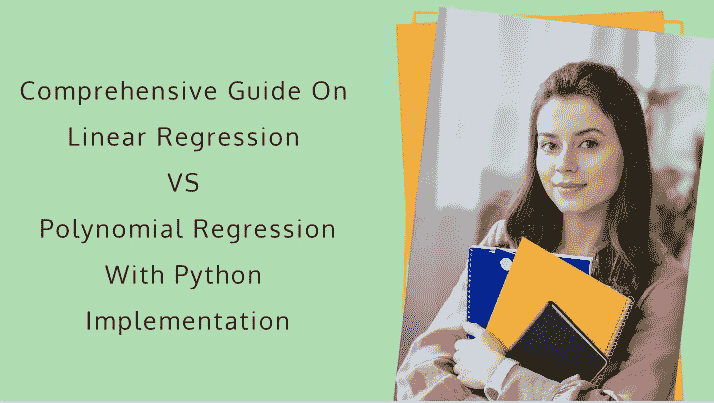 Comprehensive Guide On
Linear Regression
VS
Polynomial Regression
With Python
Implementation